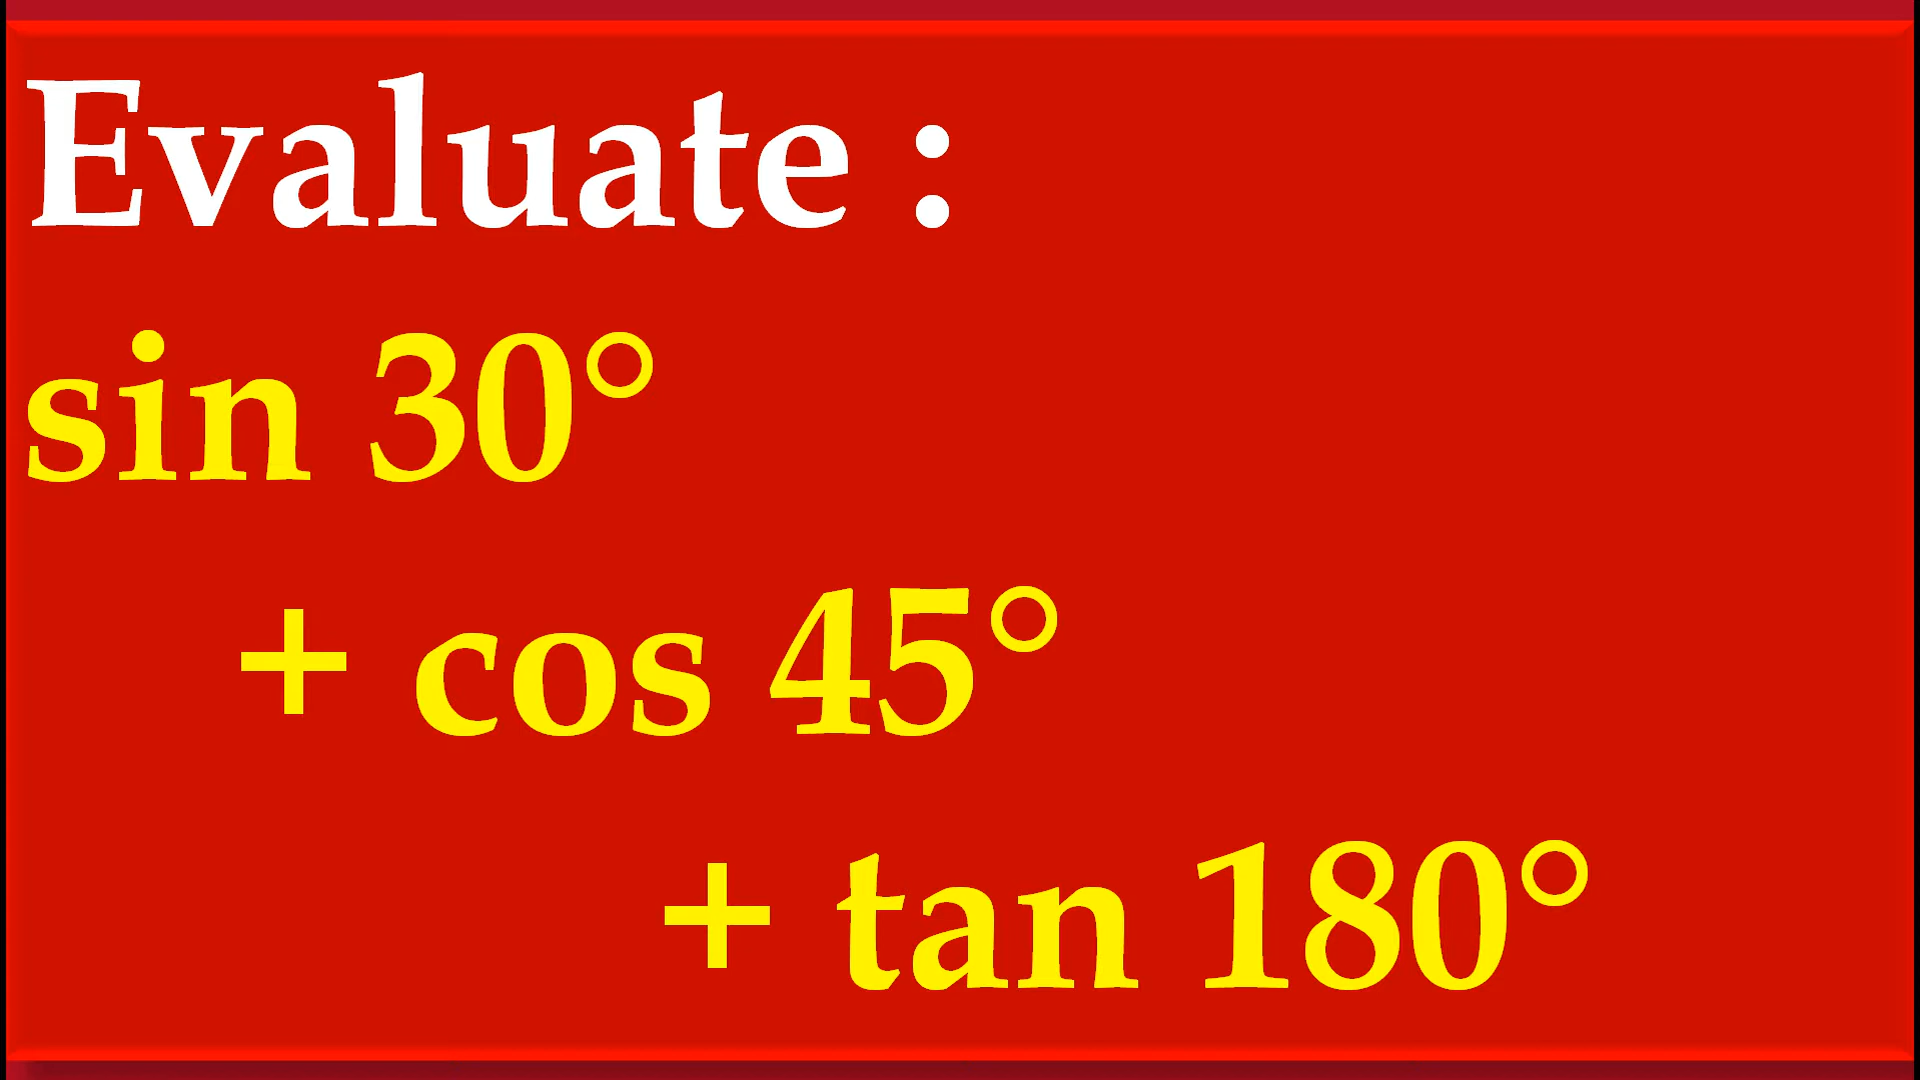 Evaluate :
sin 30°
+ cos 45°
+ tan 180°